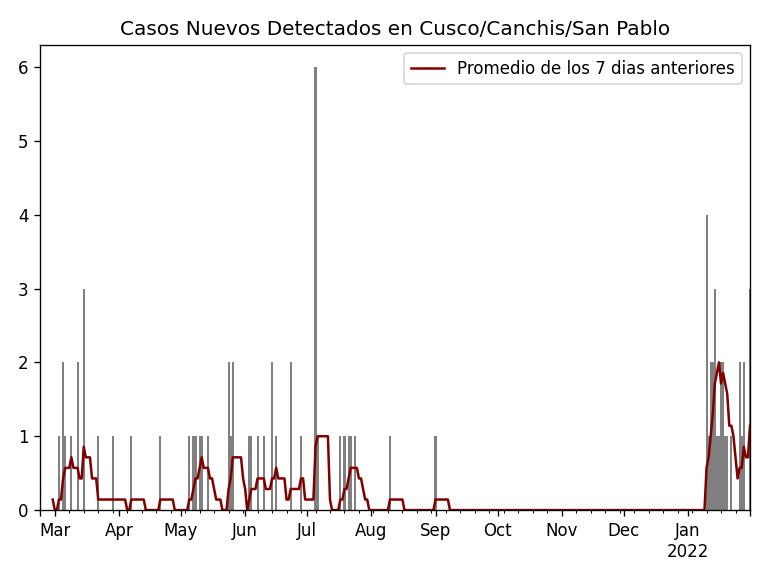 Casos Nuevos Detectados en Cusco/Canchis/San Pablo
Promedio de los 7 dias anteriores
6
5
4
3
2
1
0
Mar Apr May Jun Jul Aug Sep Oct Nov Dec Jan
2022